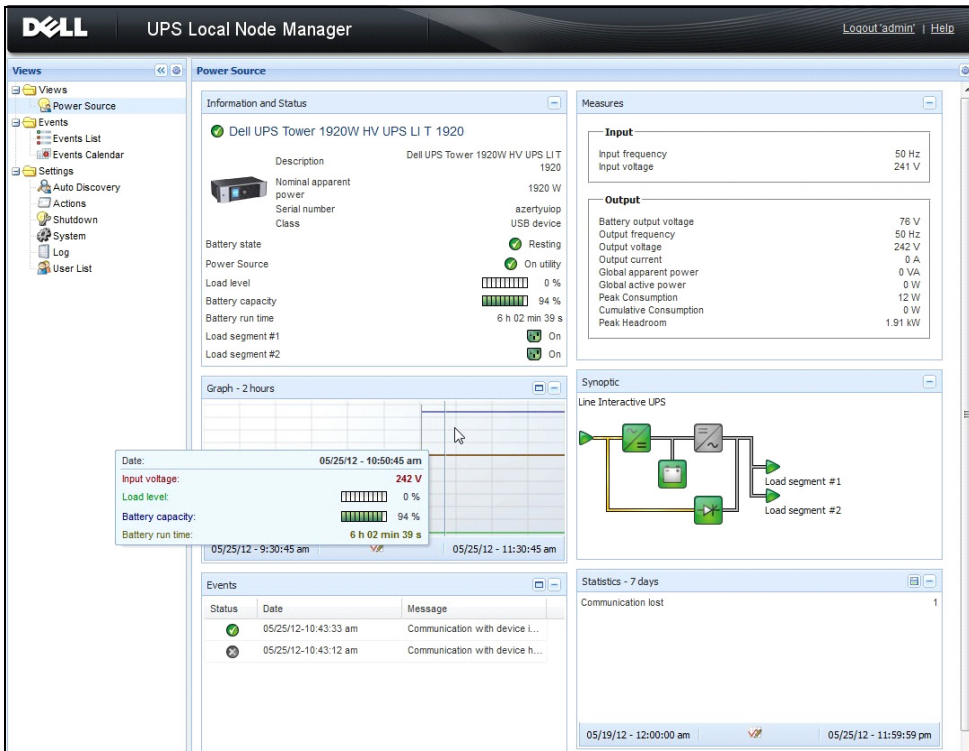 DELL
UPS Local Node Manager
Logout 'admin' | Help
Views
Views
Power Source
Events
Events List
Events Calendar
Settings
Auto Discovery
Actions
Shutdown
System
Log
User List
Power Source
Information and Status
Dell UPS Tower 1920W HV UPS LI T 1920
Description Dell UPS Tower 1920W HV UPS LI T
1920
Nominal apparent
power 1920 W
Serial number azertyuiop
Class USB device
Battery state Resting
Power Source On utility
Load level 0 %
Battery capacity 94 %
Battery run time 6 h 02 min 39 s
Load segment #1 On
Load segment #2 On
Measures
Input
Input frequency 50 Hz
Input voltage 241 V
Output
Battery output voltage 76 V
Output frequency 50 Hz
Output voltage 242 V
Output current 0 A
Global apparent power 0 VA
Global active power 0 W
Peak Consumption 12 W
Cumulative Consumption 0 W
Peak Headroom 1.91 kW
Graph - 2 hours
Date: 05/25/12 - 10:50:45 am
Input voltage: 242 V
Load level: 0 %
Battery capacity: 94 %
Battery run time: 6 h 02 min 39 s
05/25/12 - 9:30:45 am 05/25/12 - 11:30:45 am
Synoptic
Line Interactive UPS
Load segment #1
Load segment #2
Events
Status Date Message
05/25/12-10:43:33 am Communication with device i...
05/25/12-10:43:12 am Communication with device h...
Statistics - 7 days
Communication lost 1
05/19/12 - 12:00:00 am 05/25/12 - 11:59:59 pm